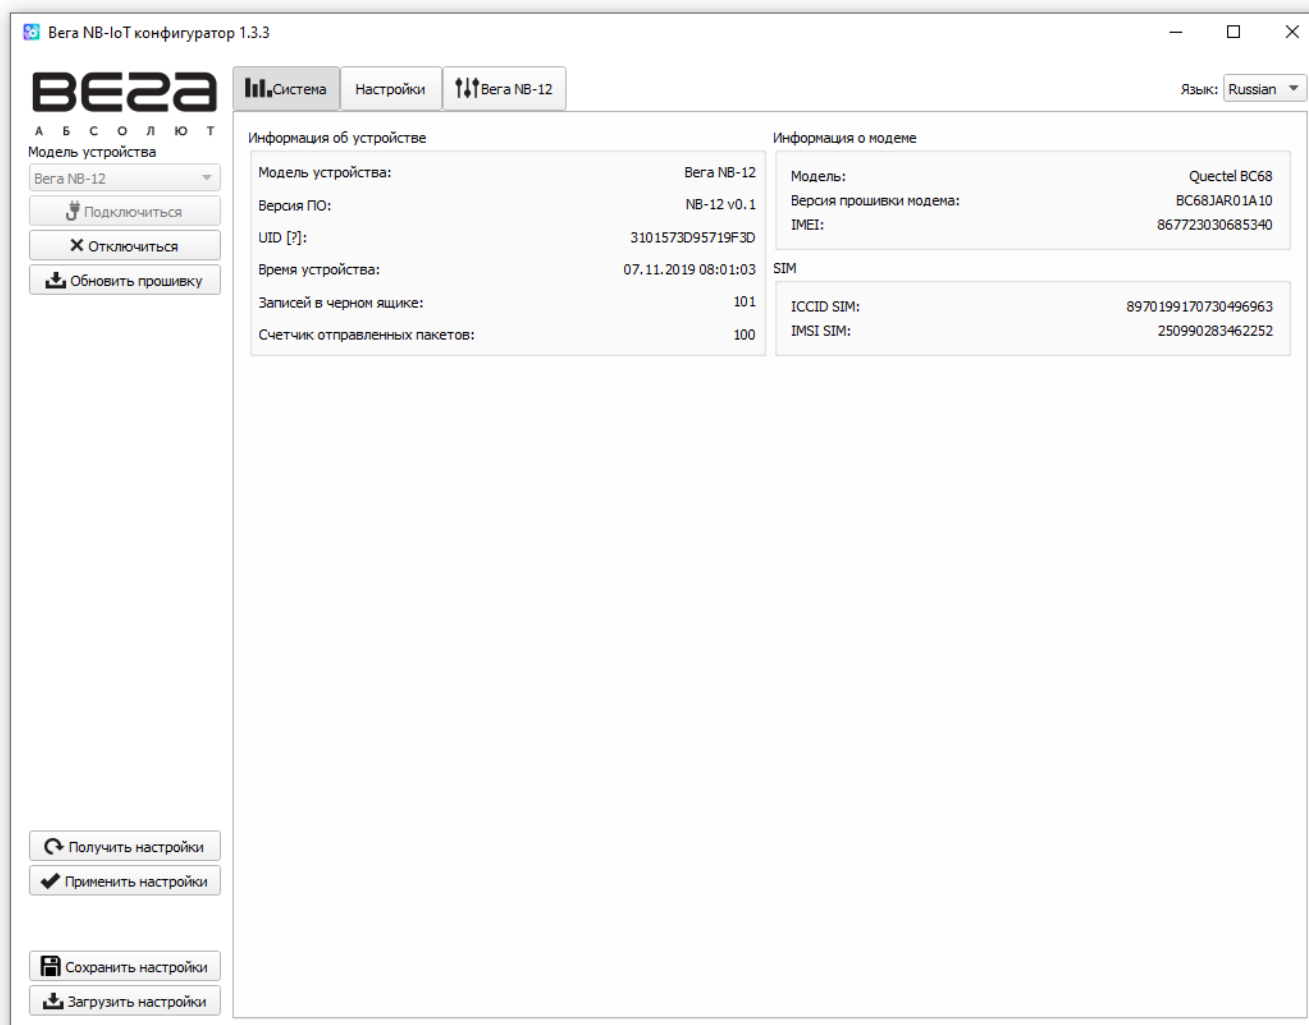 Вега NB-IoT конфигуратор 1.3.3
ВЕГА
АБСОЛЮТ
Модель устройства
Вега NB-12
Подключиться
Отключиться
Обновить прошивку
Получить настройки
Применить настройки
Сохранить настройки
Загрузить настройки
Система Настройки Вега NB-12
Язык: Russian
Информация об устройстве
Модель устройства: Вега NB-12
Версия ПО: NB-12 v0.1
UID [?]: 3101573D95719F3D
Время устройства: 07.11.2019 08:01:03
Записей в черном ящике: 101
Счетчик отправленных пакетов: 100
Информация о модеме
Модель: Quectel BC68
Версия прошивки модема: BC68JAR01A10
IMEI: 867723030685340
SIM
ICCID SIM: 8970199170730496963
IMSI SIM: 250990283462252